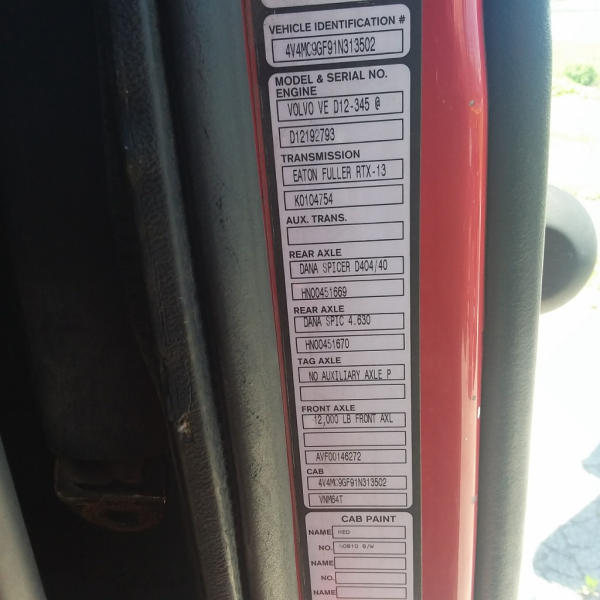 VEHICLE IDENTIFICATION #
4V4MC9GF91N313502
MODEL & SERIAL NO.
ENGINE
VOLVO VE D12-345 @
D12192793
TRANSMISSION
EATON FULLER RTX-13
K0104754
AUX. TRANS.
REAR AXLE
DANA SPICER D404/40
HN00451669
REAR AXLE
DANA SPIC 4.630
HN00451670
TAG AXLE
NO AUXILIARY AXLE P
FRONT AXLE
12,000 LB FRONT AXL
AVF00146272
CAB
4V4MC9GF91N313502
VNM64T
CAB PAINT
NAME RED
NO. S/W
NAME
NO.
NAME